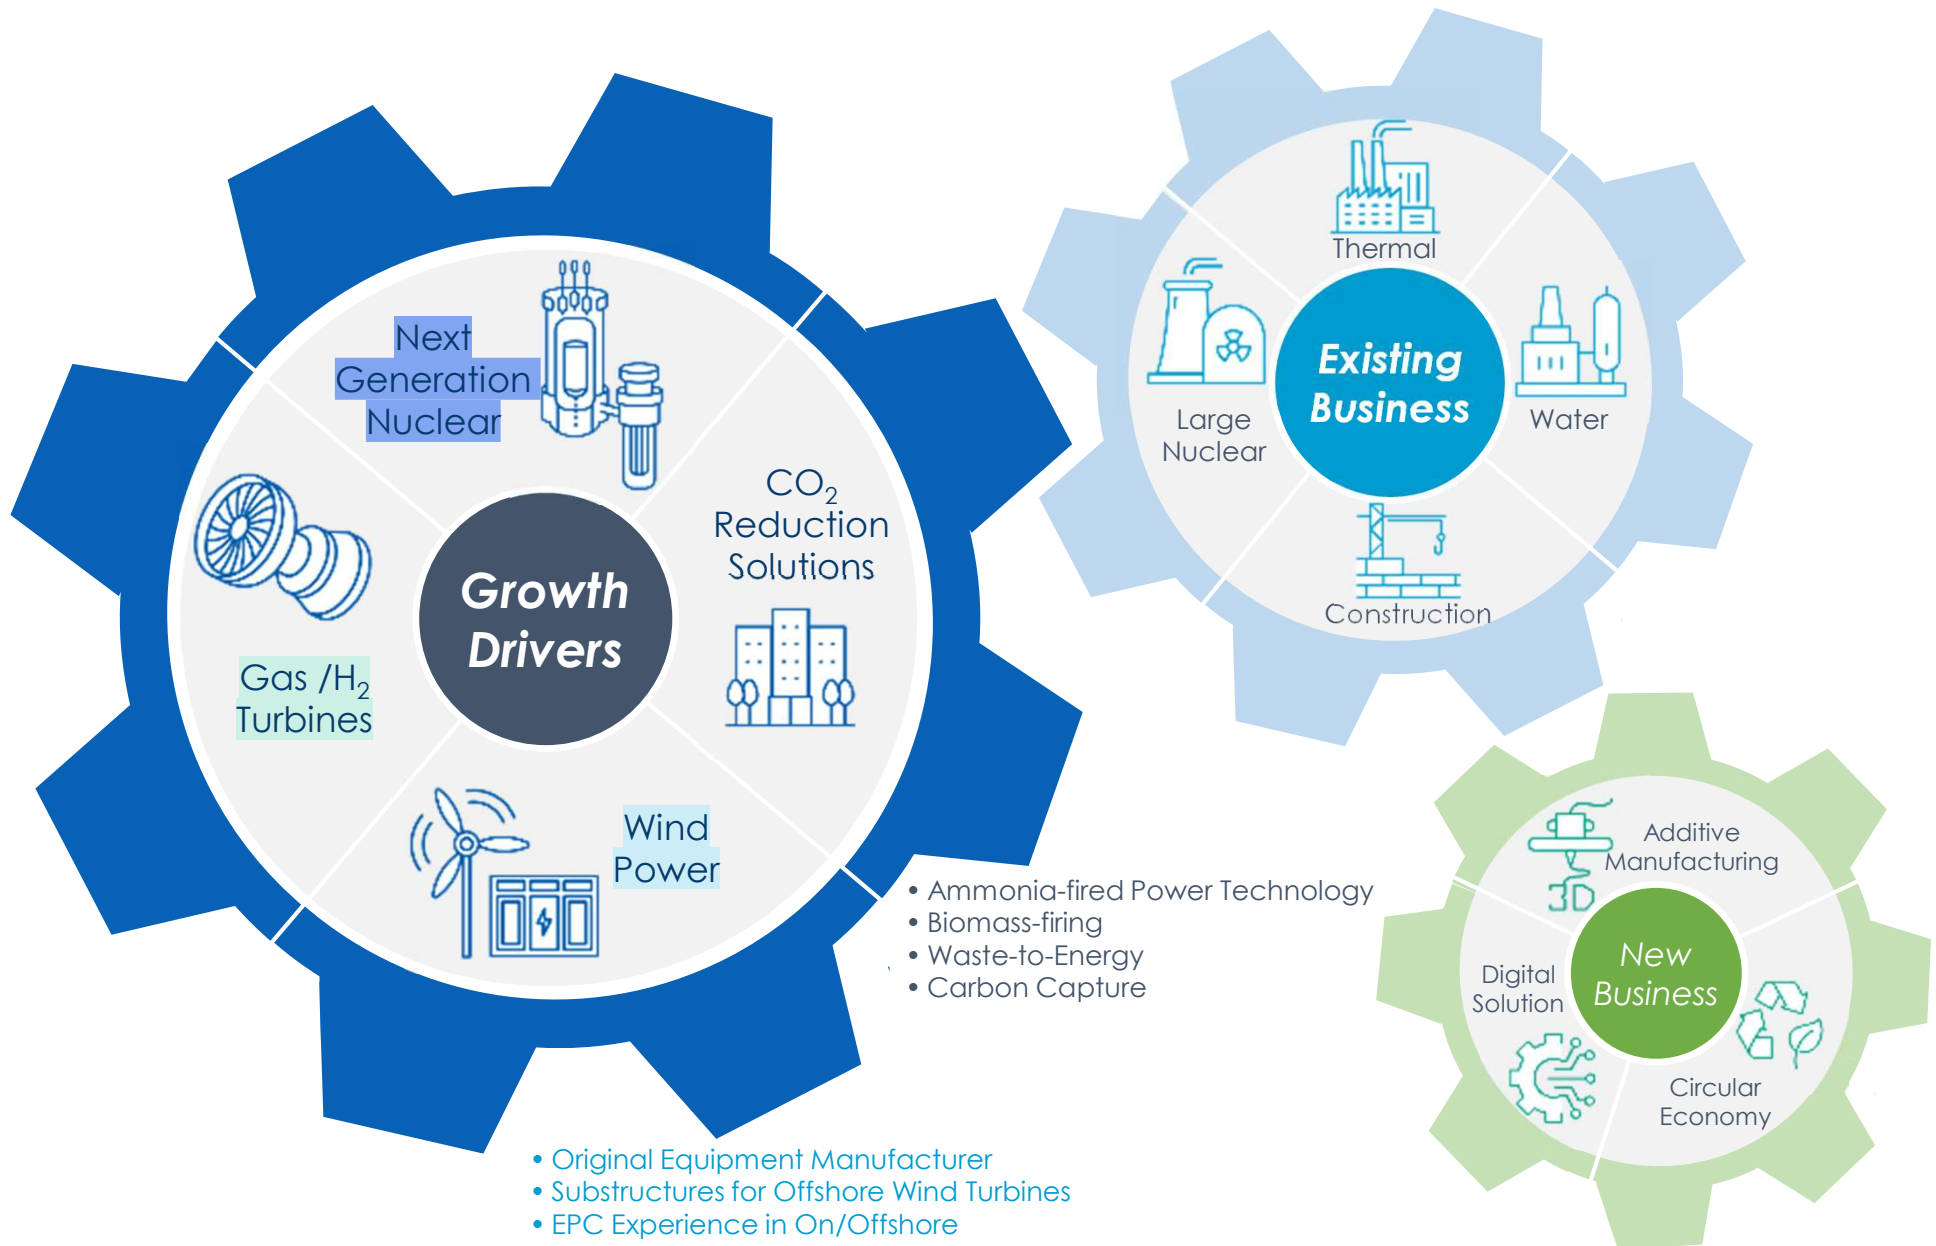 Next
Generation
Nuclear
CO₂
Reduction
Solutions
Growth
Drivers
Gas /H₂
Turbines
Wind
Power
• Ammonia-fired Power Technology
• Biomass-firing
• Waste-to-Energy
• Carbon Capture
• Original Equipment Manufacturer
• Substructures for Offshore Wind Turbines
• EPC Experience in On/Offshore
Thermal
Existing
Business
Large
Nuclear
Water
Construction
Additive
Manufacturing
3D
New
Business
Digital
Solution
Circular
Economy